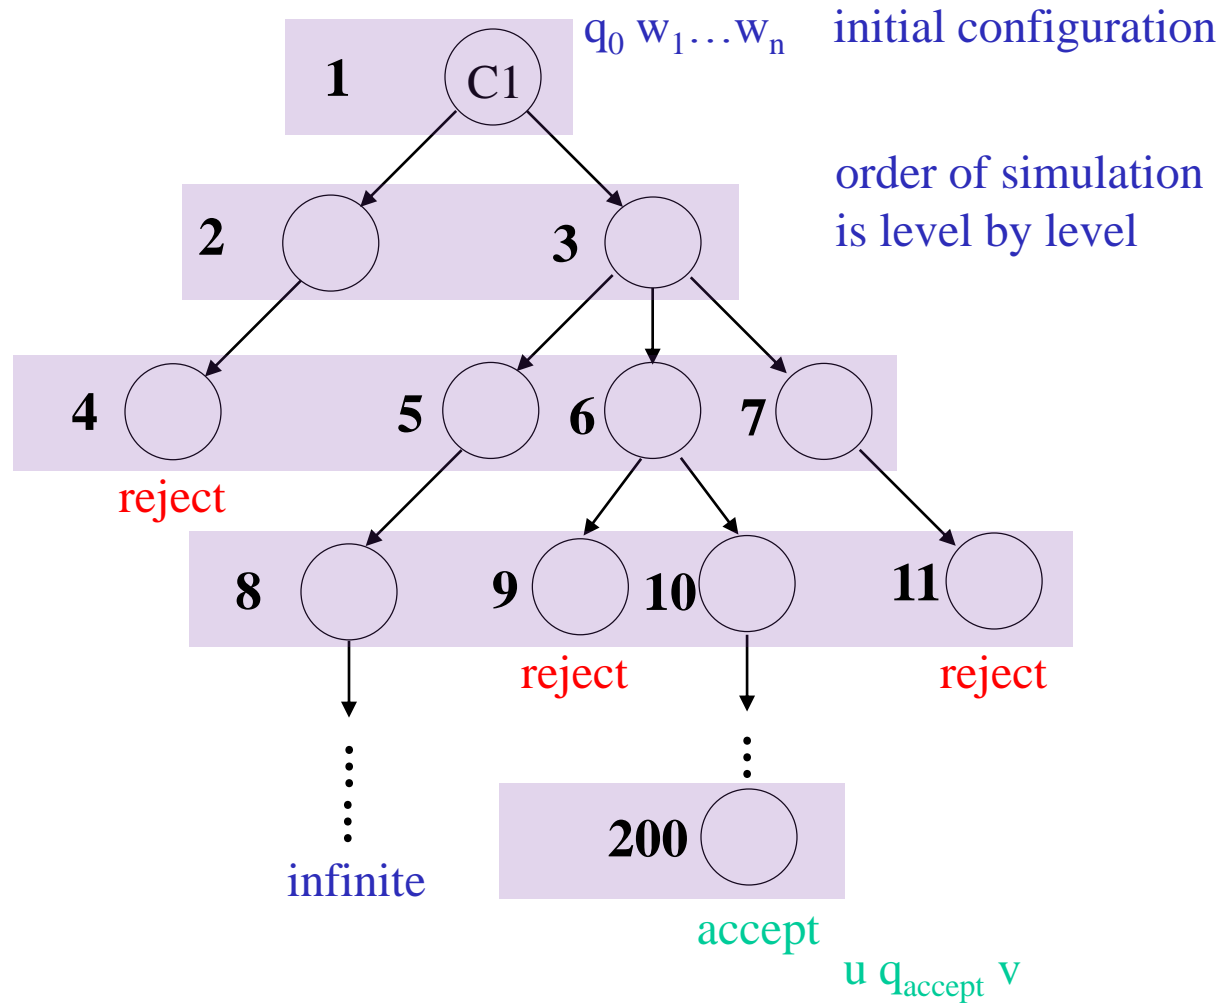 q₀ w₁…wₙ initial configuration
1 C1
order of simulation
is level by level
2 3
4 5 6 7
reject
8 9 10 11
reject reject
200
infinite
accept
u q_accept v